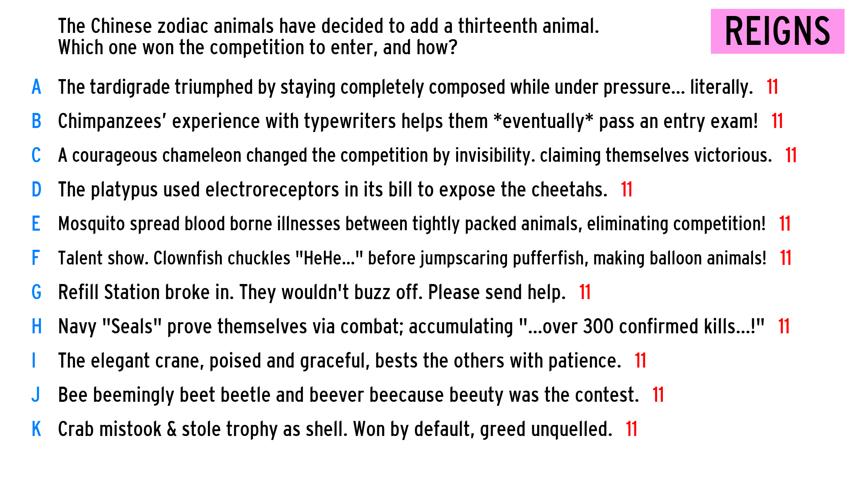 The Chinese zodiac animals have decided to add a thirteenth animal.
Which one won the competition to enter, and how?
REIGNS
A The tardigrade triumphed by staying completely composed while under pressure... literally. 11
B Chimpanzees' experience with typewriters helps them *eventually* pass an entry exam! 11
C A courageous chameleon changed the competition by invisibility. claiming themselves victorious. 11
D The platypus used electroreceptors in its bill to expose the cheetahs. 11
E Mosquito spread blood borne illnesses between tightly packed animals, eliminating competition! 11
F Talent show. Clownfish chuckles "HeHe..." before jumpscaring pufferfish, making balloon animals! 11
G Refill Station broke in. They wouldn't buzz off. Please send help. 11
H Navy "Seals" prove themselves via combat; accumulating "...over 300 confirmed kills...!" 11
I The elegant crane, poised and graceful, bests the others with patience. 11
J Bee beemingly beet beetle and beever beecause beeuty was the contest. 11
K Crab mistook & stole trophy as shell. Won by default, greed unquelled. 11